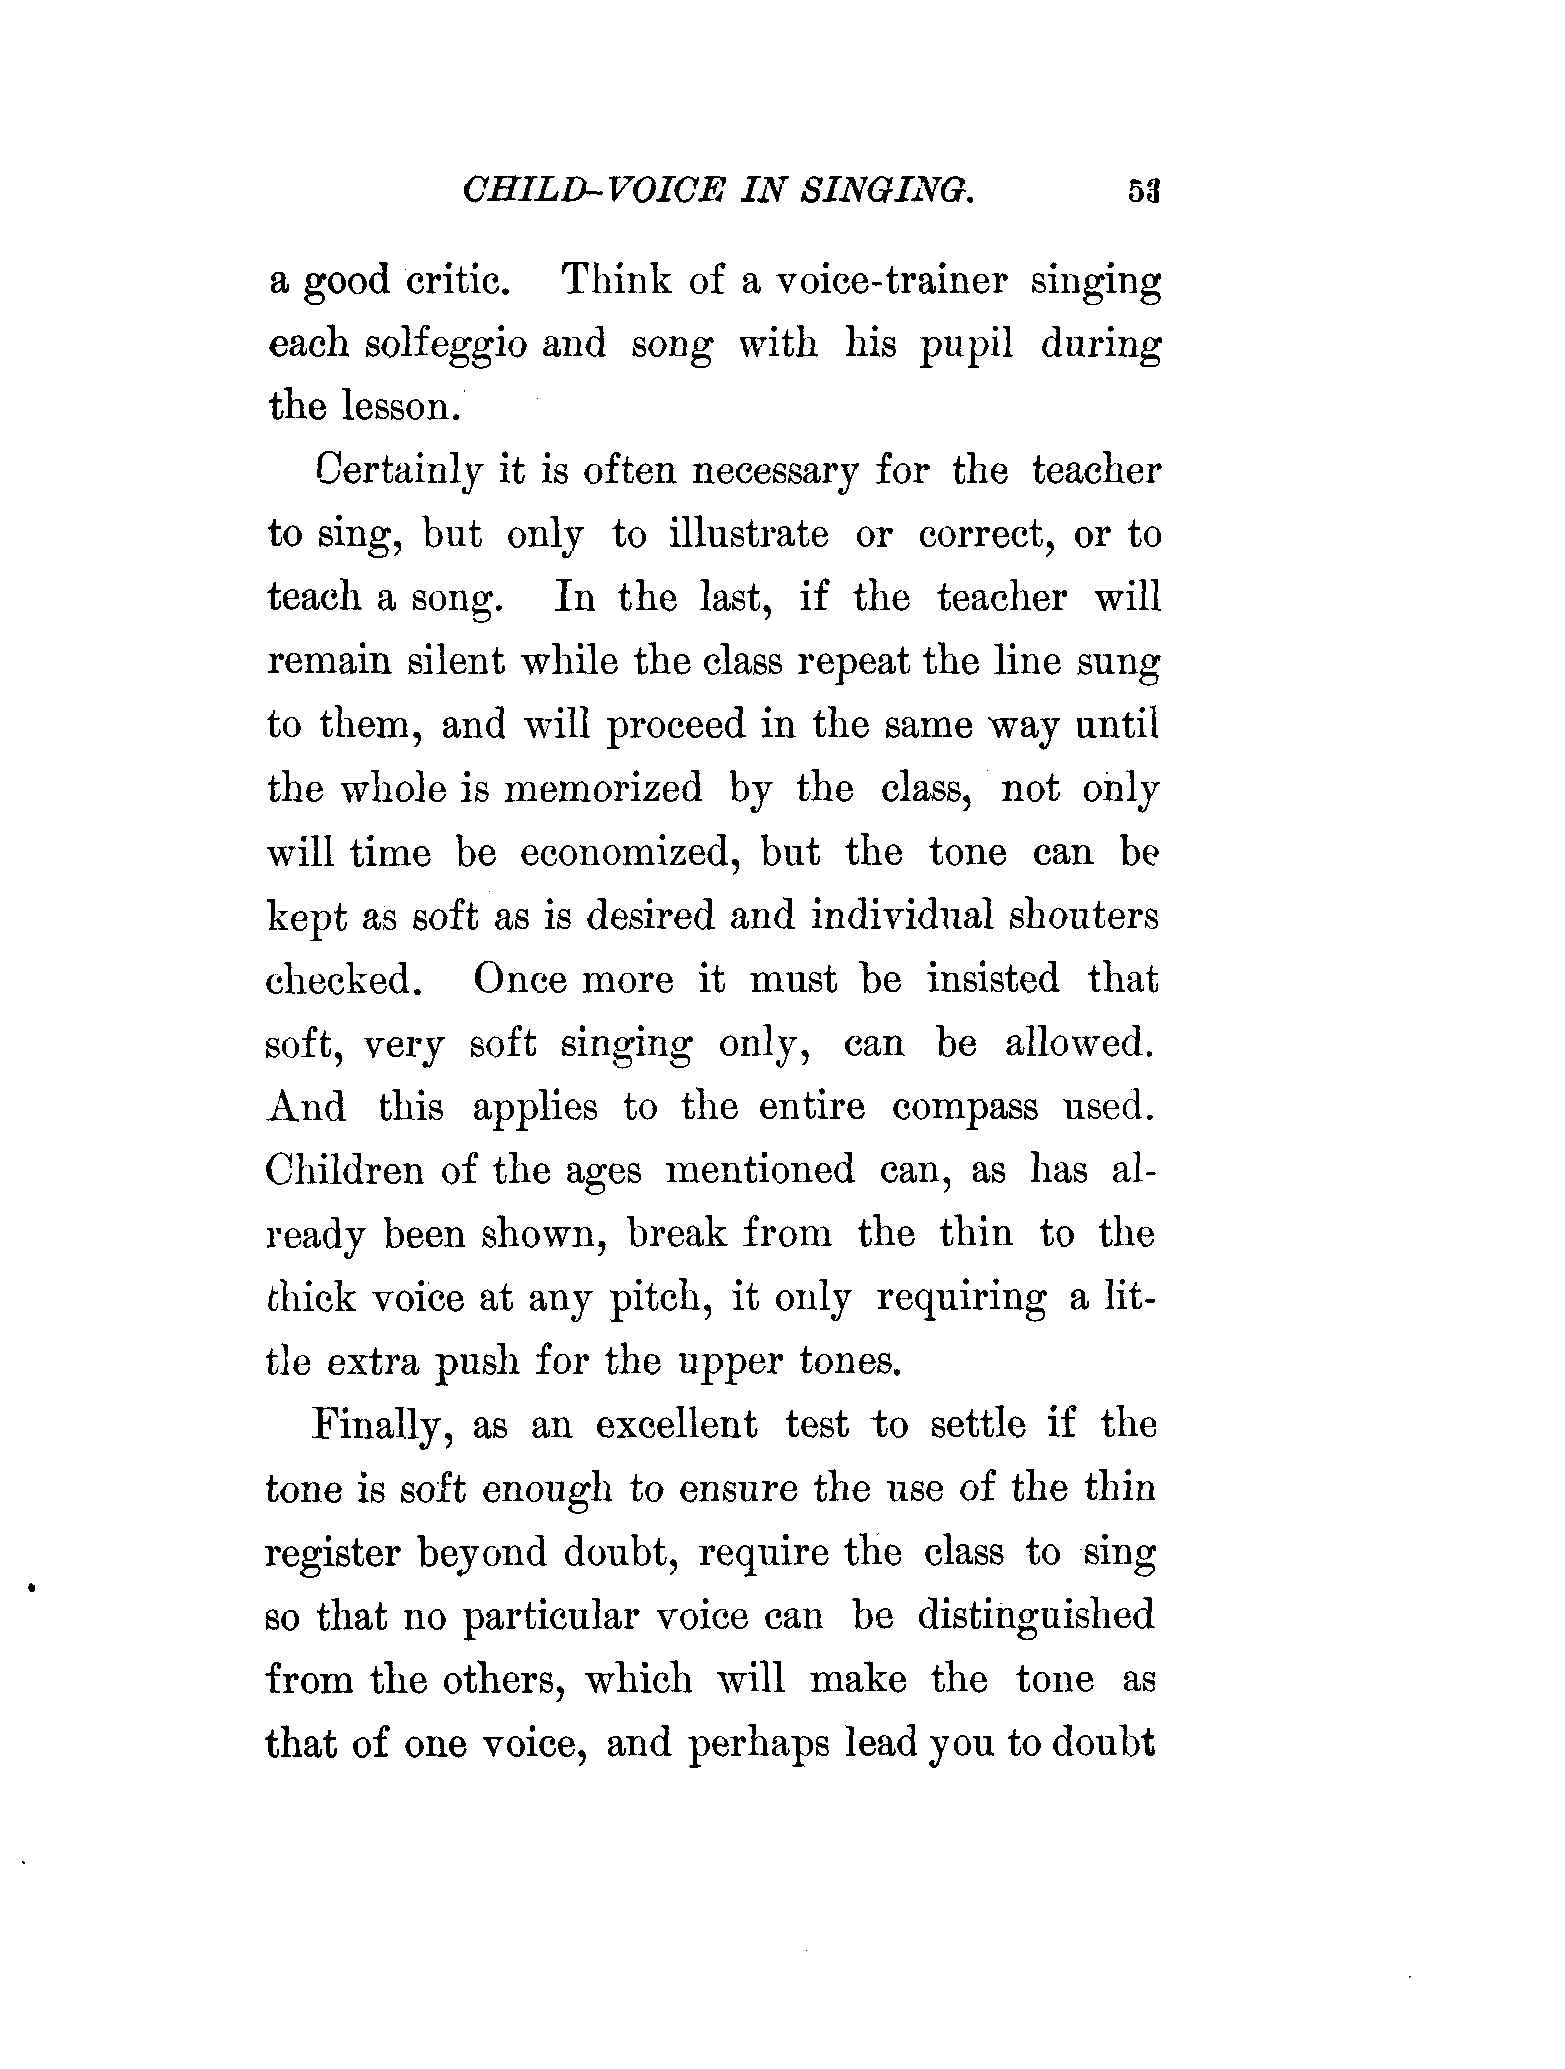 CHILD-VOICE IN SINGING. 53
a good critic. Think of a voice-trainer singing
each solfeggio and song with his pupil during
the lesson.
Certainly it is often necessary for the teacher
to sing, but only to illustrate or correct, or to
teach a song. In the last, if the teacher will
remain silent while the class repeat the line sung
to them, and will proceed in the same way until
the whole is memorized by the class, not only
will time be economized, but the tone can be
kept as soft as is desired and individual shouters
checked. Once more it must be insisted that
soft, very soft singing only, can be allowed.
And this applies to the entire compass used.
Children of the ages mentioned can, as has al-
ready been shown, break from the thin to the
thick voice at any pitch, it only requiring a lit-
tle extra push for the upper tones.
Finally, as an excellent test to settle if the
tone is soft enough to ensure the use of the thin
register beyond doubt, require the class to sing
so that no particular voice can be distinguished
from the others, which will make the tone as
that of one voice, and perhaps lead you to doubt